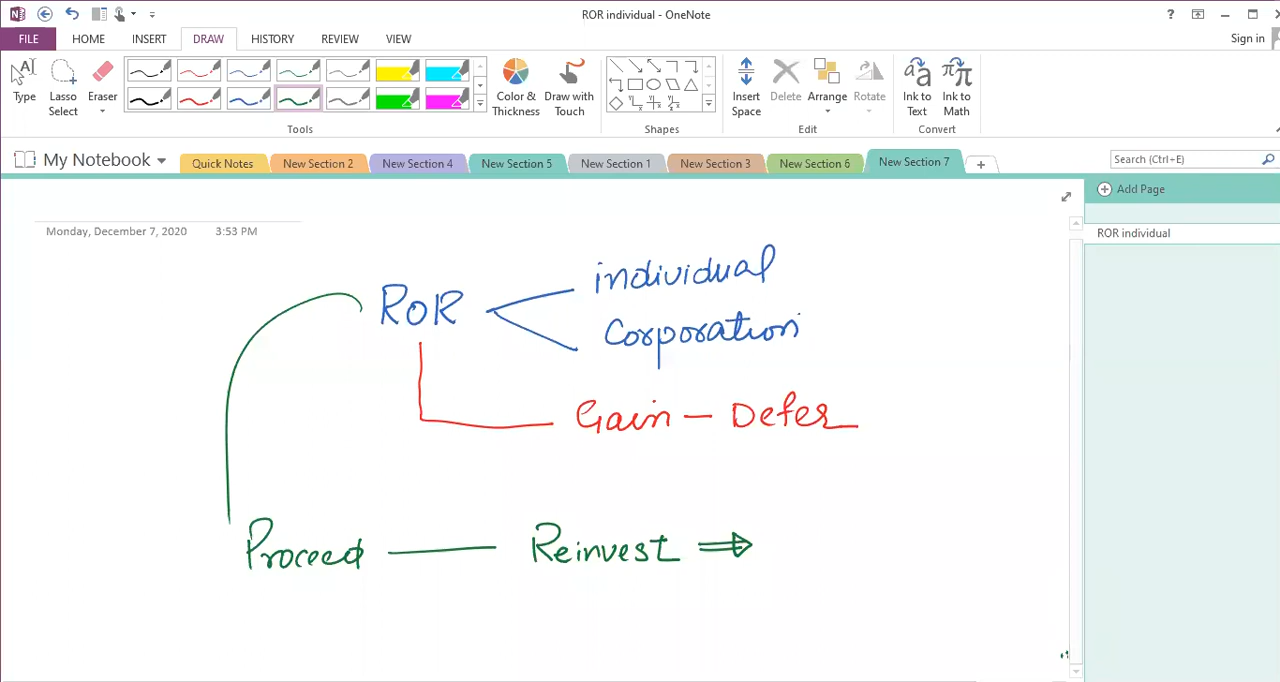 ROR individual - OneNote
?
FILE HOME INSERT DRAW HISTORY REVIEW VIEW
Sign in
Type
Lasso Select
Eraser
Color & Thickness
Draw with Touch
Insert Space
Delete
Arrange
Rotate
Ink to Text
Ink to Math
Tools
Shapes
Edit
Convert
My Notebook
Quick Notes New Section 2 New Section 4 New Section 5 New Section 1 New Section 3 New Section 6 New Section 7 +
Search (Ctrl+E)
Add Page
ROR individual
Monday, December 7, 2020 3:53 PM
individual
ROR
Corporation
Gain - Defer
Proceed — Reinvest ⇒